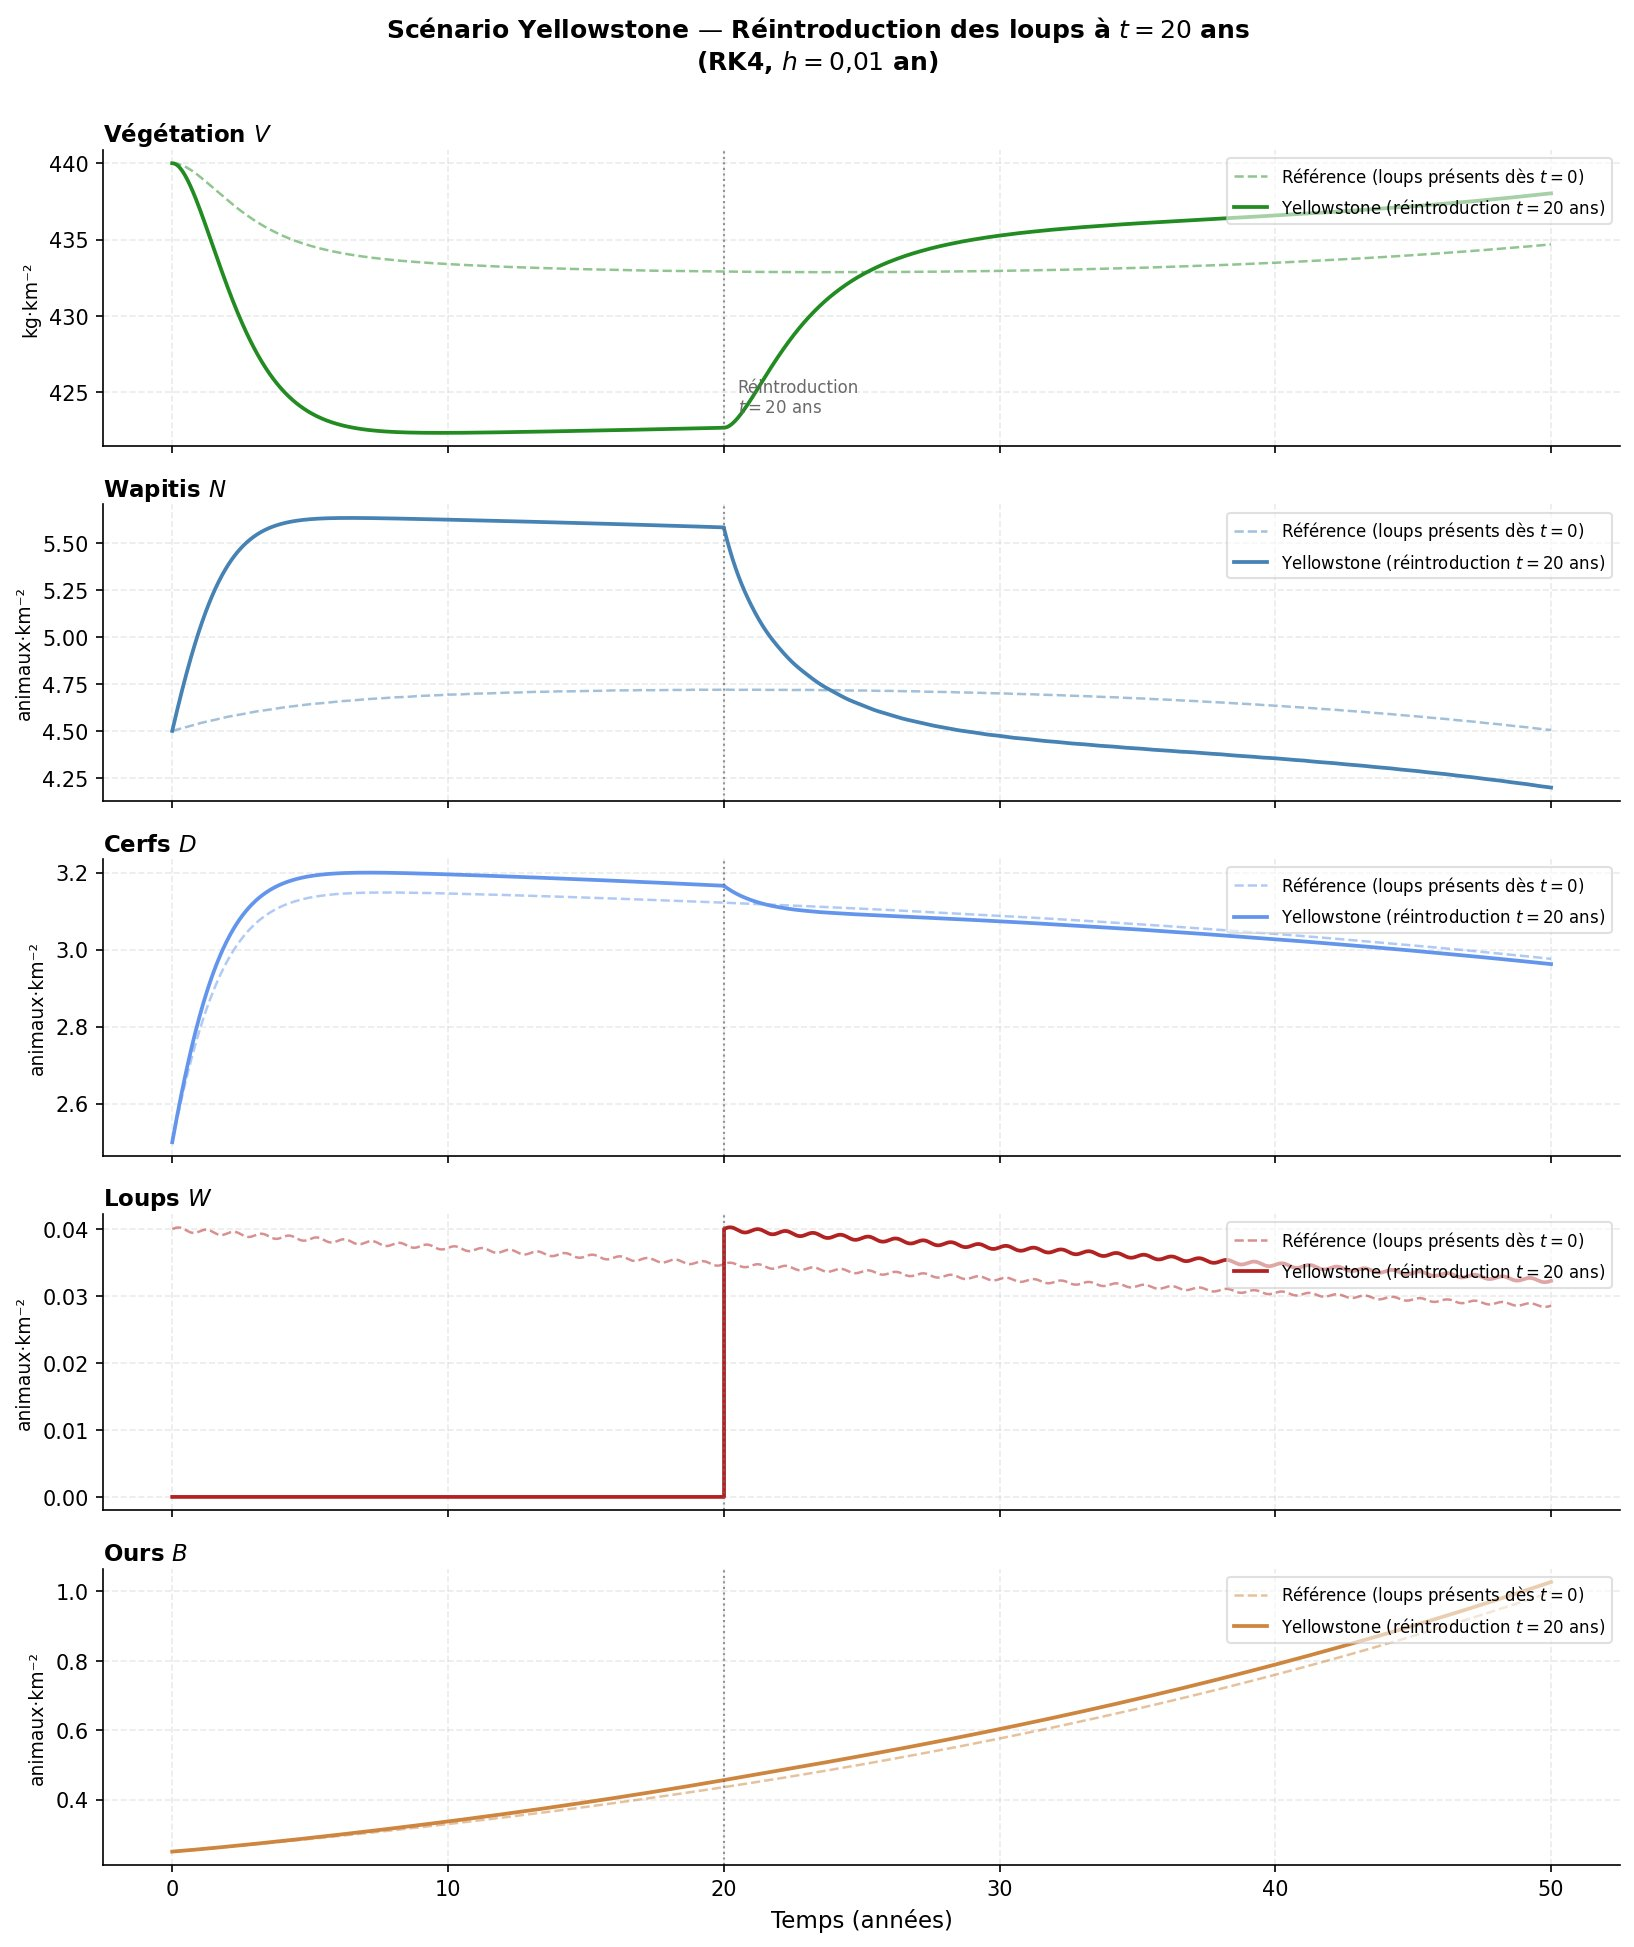 Scénario Yellowstone — Réintroduction des loups à t = 20 ans
(RK4, h = 0,01 an)
Végétation V
kg·km⁻²
440
435
430
425
Référence (loups présents dès t = 0)
Yellowstone (réintroduction t = 20 ans)
Réintroduction
t = 20 ans
Wapitis N
animaux·km⁻²
5.50
5.25
5.00
4.75
4.50
4.25
Référence (loups présents dès t = 0)
Yellowstone (réintroduction t = 20 ans)
Cerfs D
animaux·km⁻²
3.2
3.0
2.8
2.6
Référence (loups présents dès t = 0)
Yellowstone (réintroduction t = 20 ans)
Loups W
animaux·km⁻²
0.04
0.03
0.02
0.01
0.00
Référence (loups présents dès t = 0)
Yellowstone (réintroduction t = 20 ans)
Ours B
animaux·km⁻²
1.0
0.8
0.6
0.4
Référence (loups présents dès t = 0)
Yellowstone (réintroduction t = 20 ans)
0 10 20 30 40 50
Temps (années)